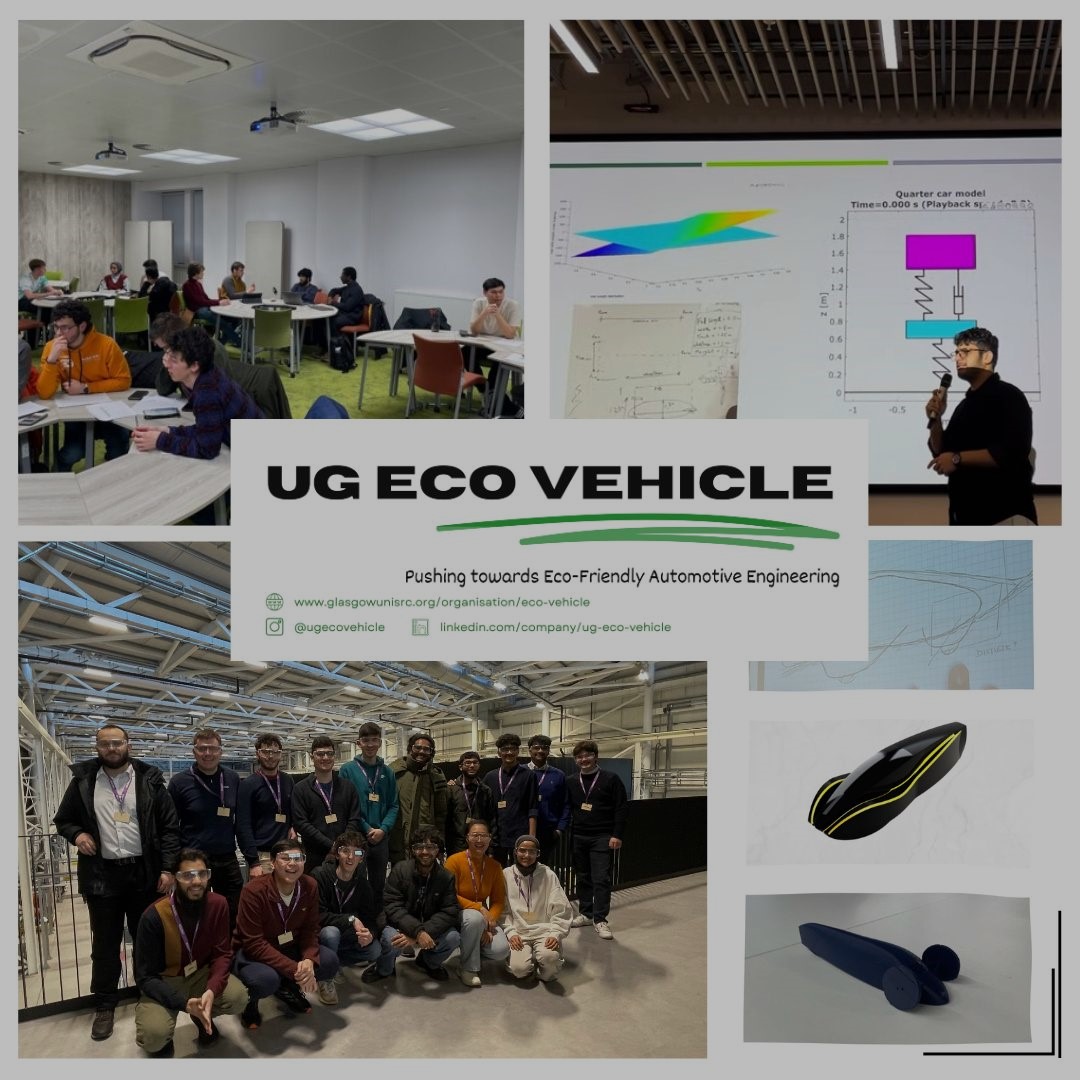 Quarter car model
Time=0.000 s (Playback
2
1.8
1.6
1.4
1.2
1
0.8
0.6
0.4
0.2
0
z [m]
-1
-0.5
UG ECO VEHICLE
Pushing towards Eco-Friendly Automotive Engineering
www.glasgowunisrc.org/organisation/eco-vehicle
@ugecovehicle
linkedin.com/company/ug-eco-vehicle